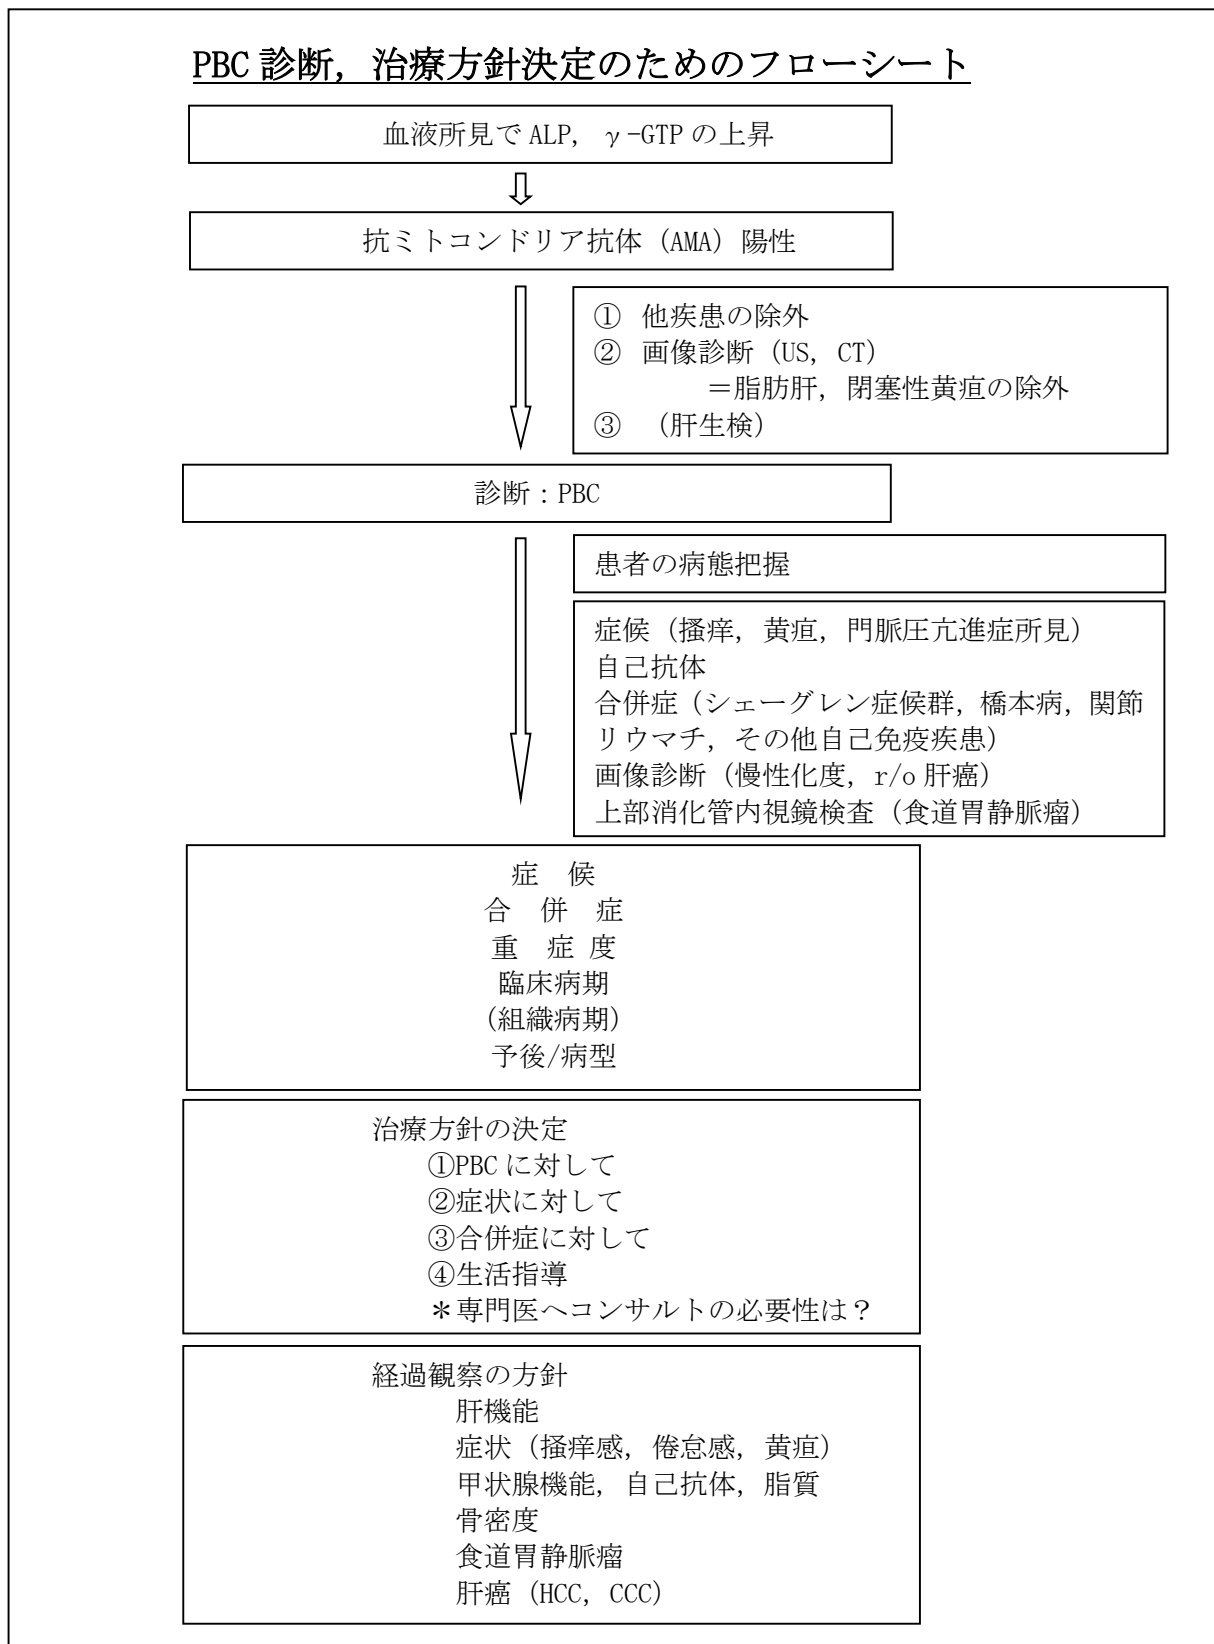 PBC 診断，治療方針決定のためのフローシート
血液所見で ALP，γ-GTP の上昇
抗ミトコンドリア抗体（AMA）陽性
① 他疾患の除外
② 画像診断（US，CT）
＝脂肪肝，閉塞性黄疸の除外
③ （肝生検）
診断：PBC
患者の病態把握
症候（搔痒，黄疸，門脈圧亢進症所見）
自己抗体
合併症（シェーグレン症候群，橋本病，関節
リウマチ，その他自己免疫疾患）
画像診断（慢性化度，r/o 肝癌）
上部消化管内視鏡検査（食道胃静脈瘤）
症　候
合　併　症
重　症 度
臨床病期
(組織病期）
予後/病型
治療方針の決定
①PBC に対して
②症状に対して
③合併症に対して
④生活指導
＊専門医へコンサルトの必要性は？
経過観察の方針
肝機能
症状（搔痒感，倦怠感，黄疸）
甲状腺機能，自己抗体，脂質
骨密度
食道胃静脈瘤
肝癌（HCC，CCC）